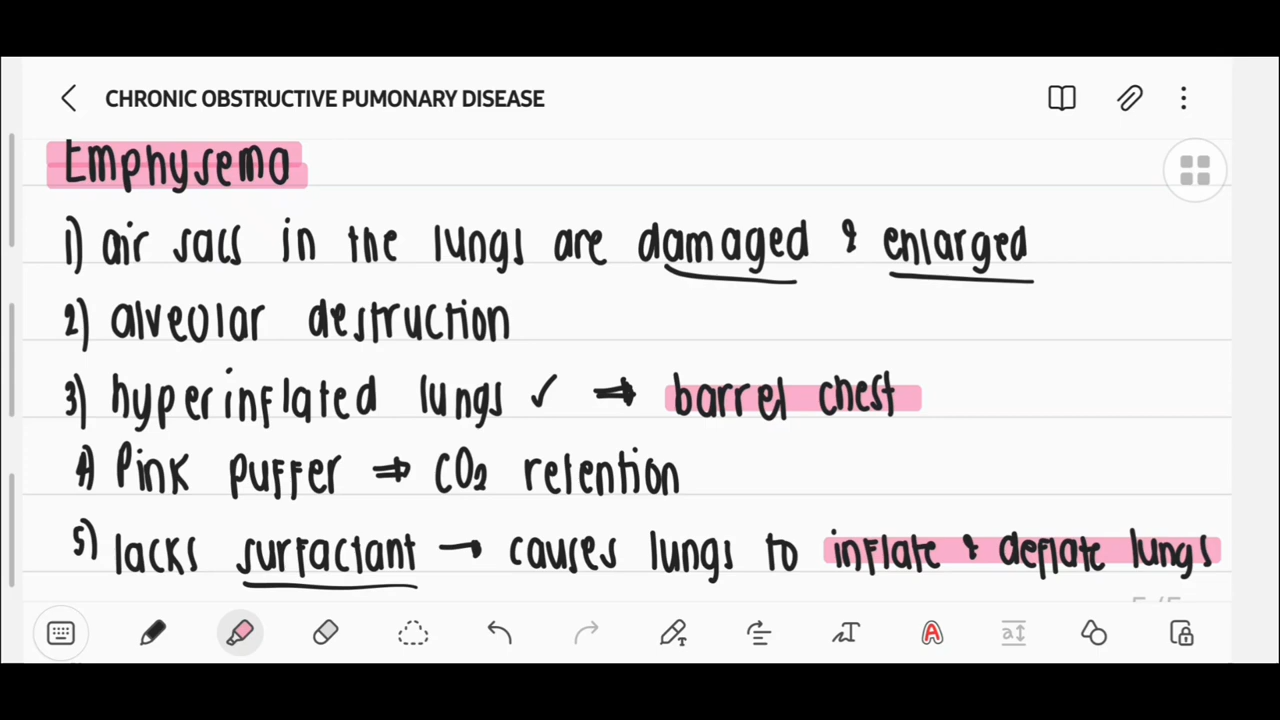 CHRONIC OBSTRUCTIVE PUMONARY DISEASE
Emphysema
1) air sacs in the lungs are damaged & enlarged
2) alveolar destruction
3) hyperinflated lungs ✓ ⇒ barrel chest
4) Pink puffer ⇒ CO₂ retention
5) lacks surfactant → causes lungs to inflate & deflate lungs